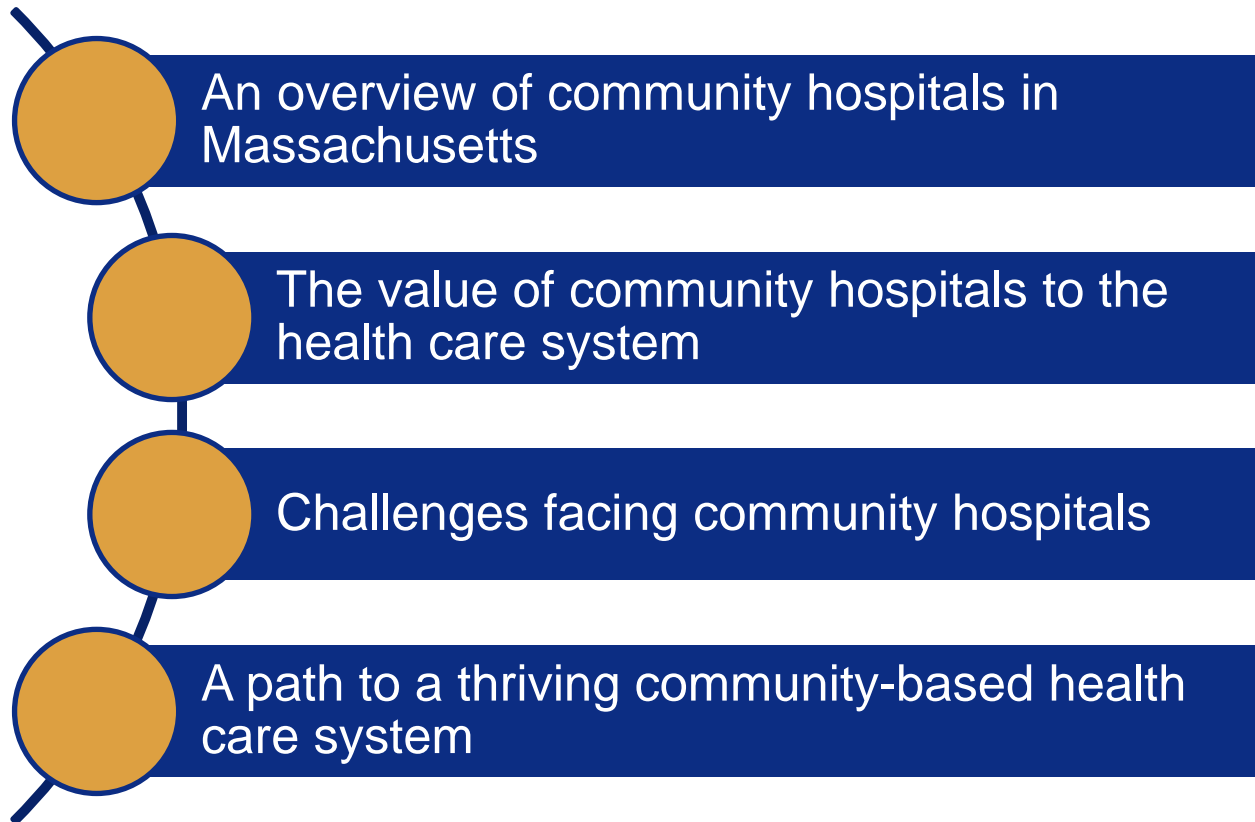 An overview of community hospitals in
Massachusetts
The value of community hospitals to the
health care system
Challenges facing community hospitals
A path to a thriving community-based health
care system